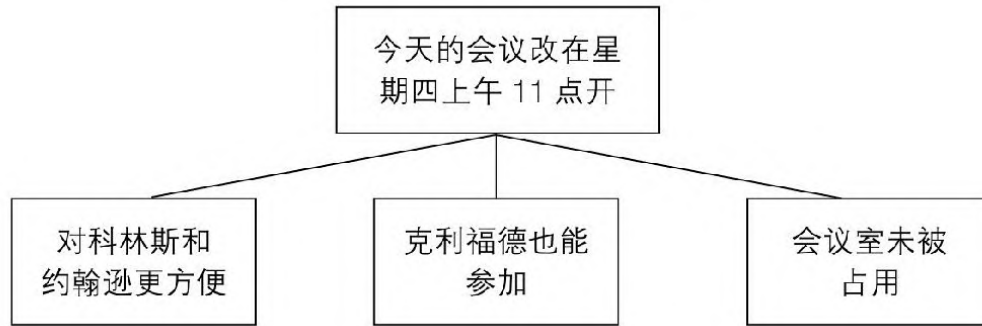 今天的会议改在星
期四上午 11 点开
对科林斯和
约翰逊更方便
克利福德也能
参加
会议室未被
占用